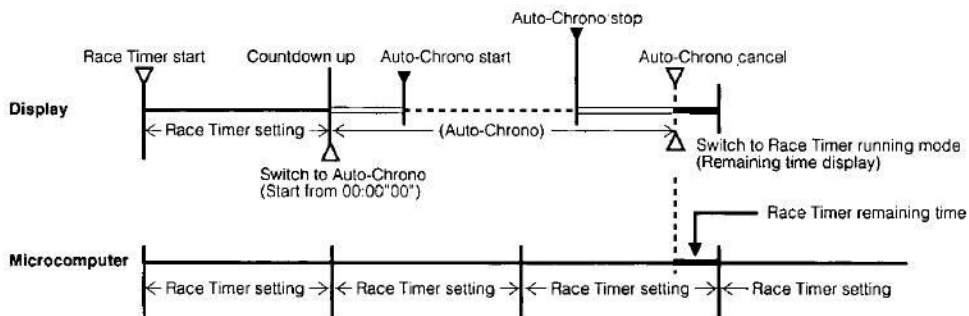 Auto-Chrono stop
Race Timer start
Countdown up
Auto-Chrono start
Auto-Chrono cancel
Display
Race Timer setting
(Auto-Chrono)
Switch to Race Timer running mode
(Remaining time display)
Switch to Auto-Chrono
(Start from 00:00"00")
Race Timer remaining time
Microcomputer
Race Timer setting
Race Timer setting
Race Timer setting
Race Timer setting